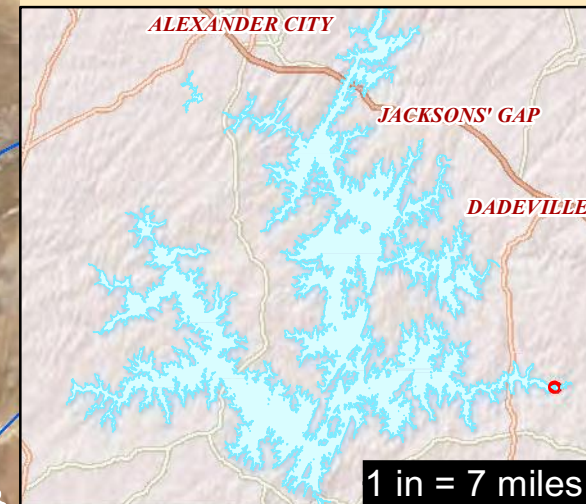 ALEXANDER CITY
JACKSONS' GAP
DADEVILLE
1 in = 7 miles